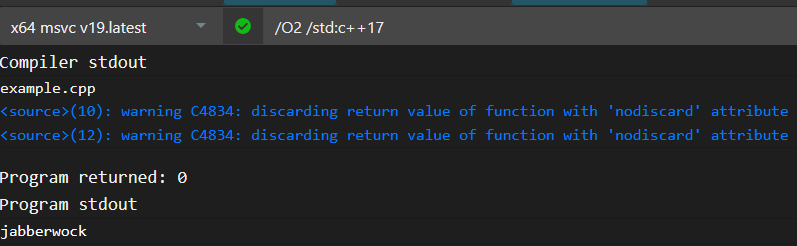 x64 msvc v19.latest /O2 /std:c++17
Compiler stdout
example.cpp
<source>(10): warning C4834: discarding return value of function with 'nodiscard' attribute
<source>(12): warning C4834: discarding return value of function with 'nodiscard' attribute
Program returned: 0
Program stdout
jabberwock